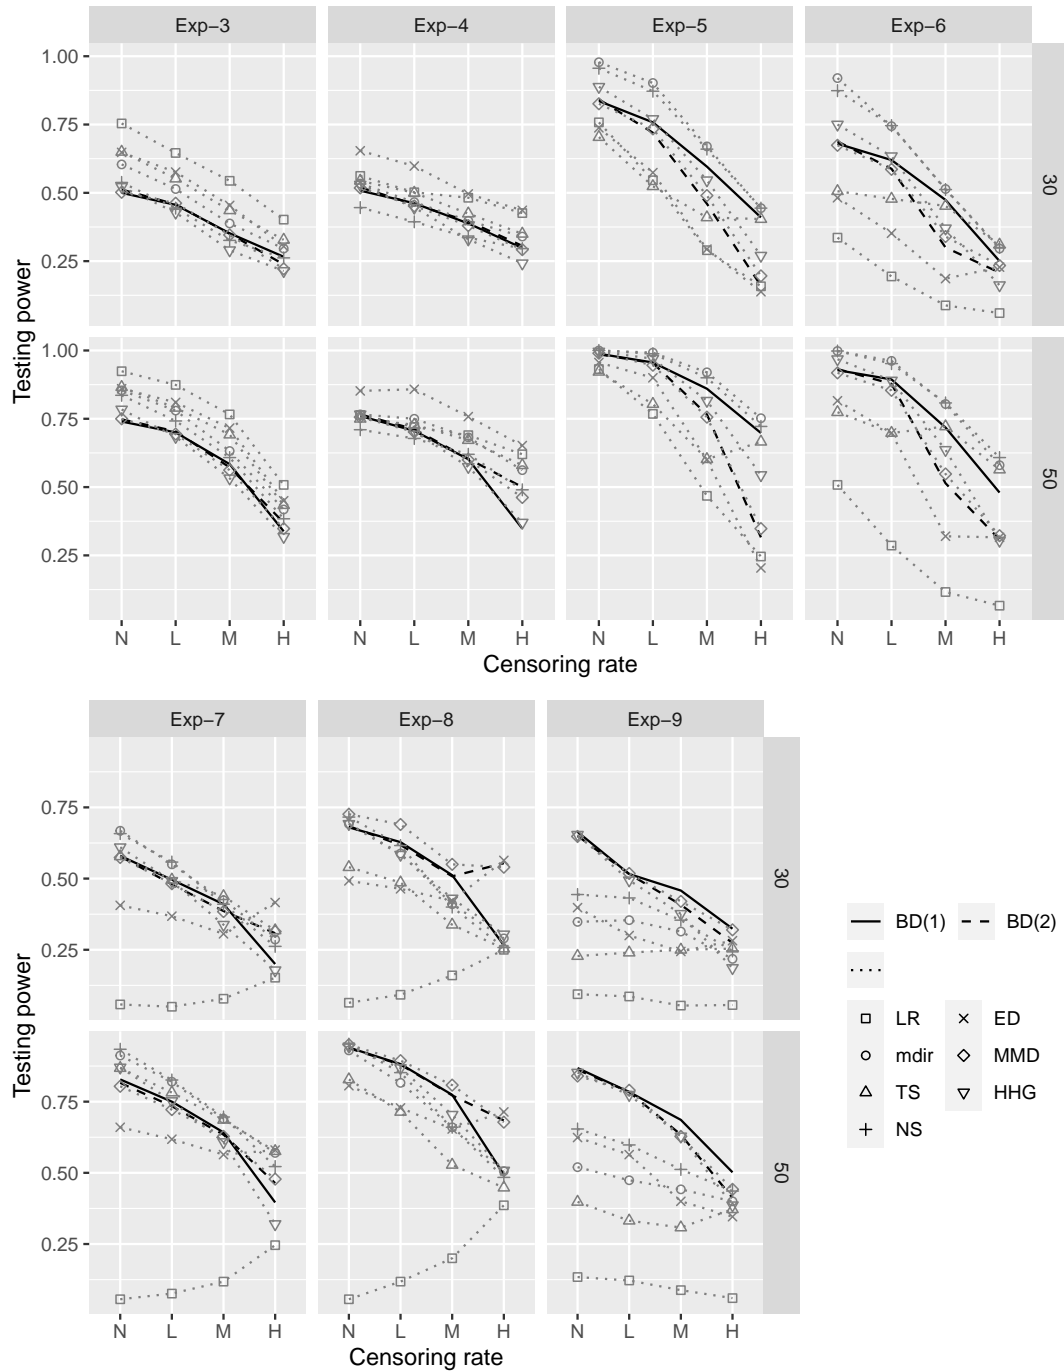 Exp−3 Exp−4 Exp−5 Exp−6
1.00
0.75
0.50
0.25
30
1.00
0.75
0.50
0.25
50
Testing power
N L M H N L M H N L M H N L M H
Censoring rate
Exp−7 Exp−8 Exp−9
0.75
0.50
0.25
30
0.75
0.50
0.25
50
Testing power
N L M H N L M H N L M H
Censoring rate
BD(1) BD(2)
LR ED
mdir MMD
TS HHG
NS